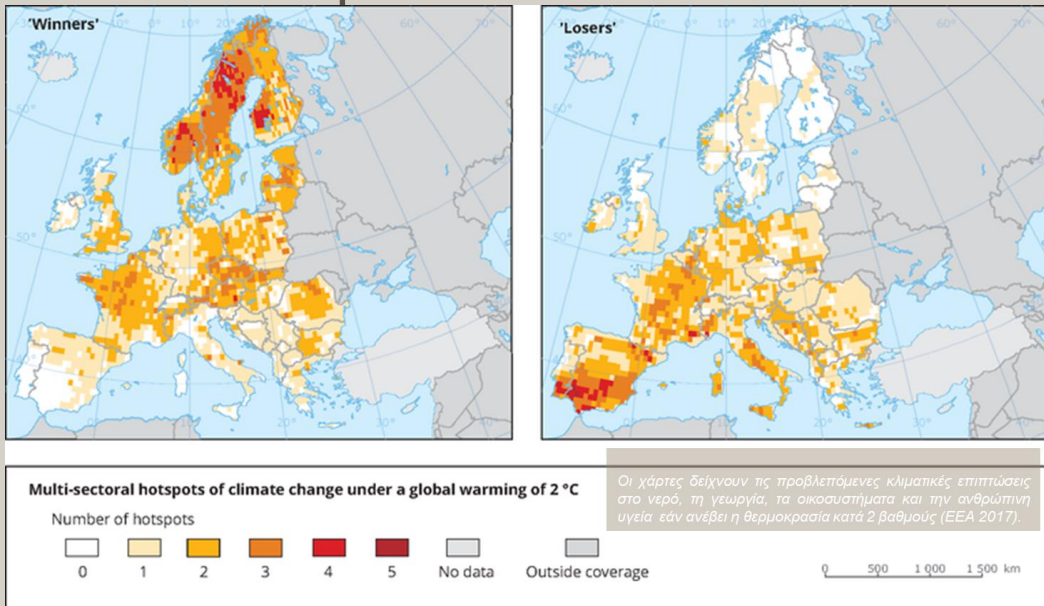 'Winners'
'Losers'
Multi-sectoral hotspots of climate change under a global warming of 2 °C
Number of hotspots
0 1 2 3 4 5 No data Outside coverage
Οι χάρτες δείχνουν τις προβλεπόμενες κλιματικές επιπτώσεις
στο νερό, τη γεωργία, τα οικοσυστήματα και την ανθρώπινη
υγεία εάν ανέβει η θερμοκρασία κατά 2 βαθμούς (ΕΕΑ 2017).
0 500 1 000 1 500 km